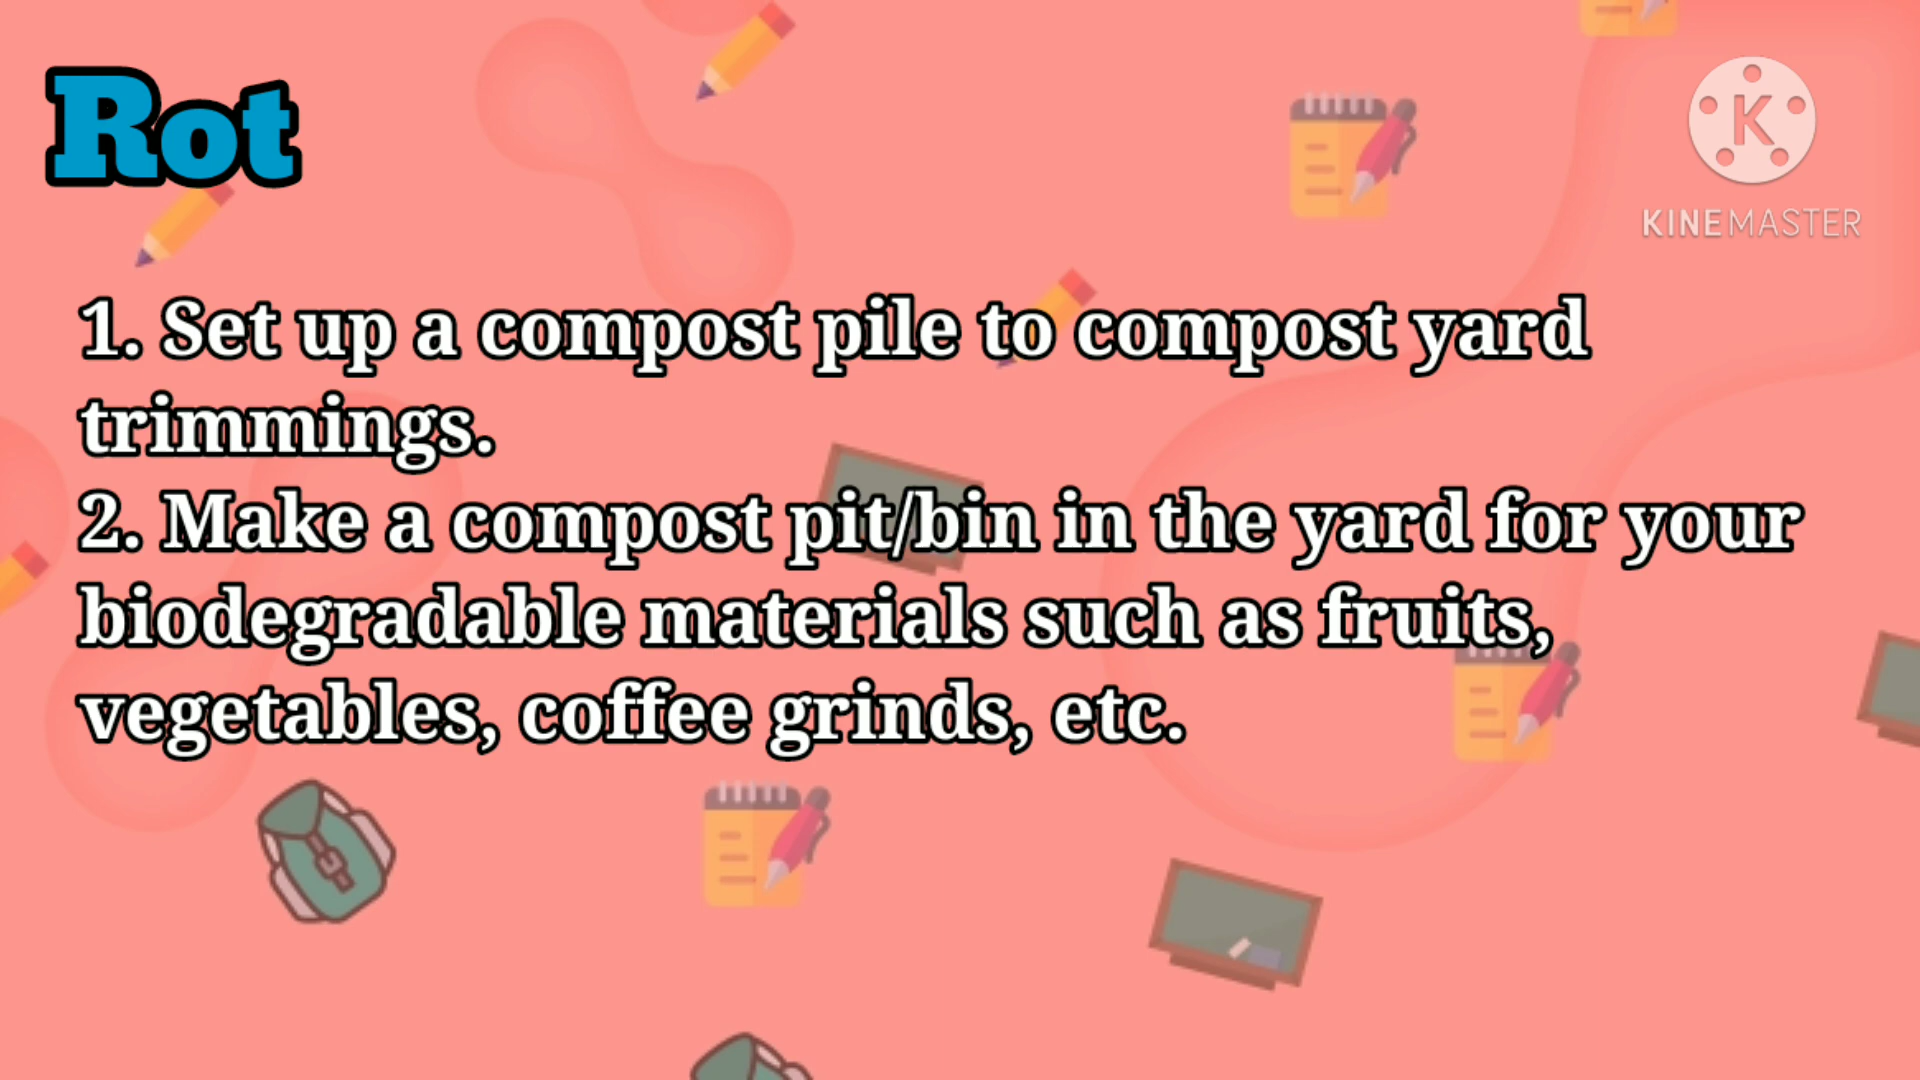 Rot
K
KINEMASTER
1. Set up a compost pile to compost yard
trimmings.
2. Make a compost pit/bin in the yard for your
biodegradable materials such as fruits,
vegetables, coffee grinds, etc.